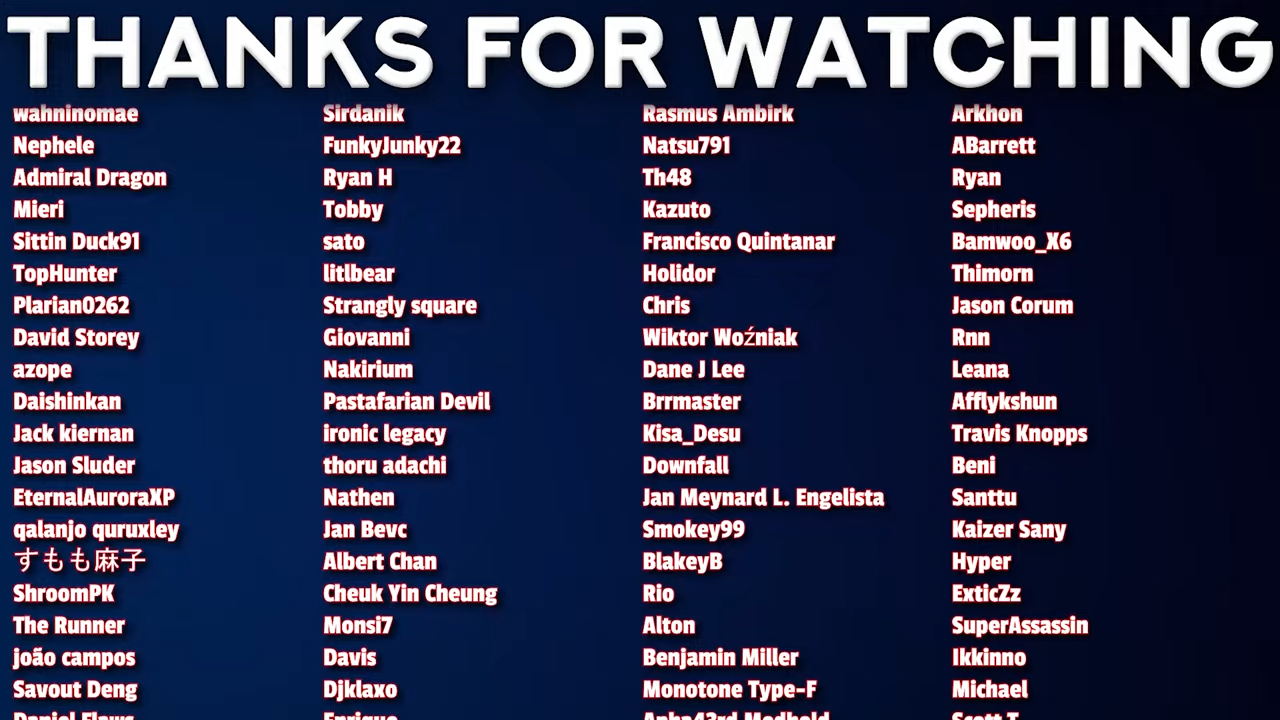 THANKS FOR WATCHING
wahninomae
Nephele
Admiral Dragon
Mieri
Sittin Duck91
TopHunter
Plarian0262
David Storey
azope
Daishinkan
Jack kiernan
Jason Sluder
EternalAuroraXP
qalanjo quruxley
すもも麻子
ShroomPK
The Runner
joão campos
Savout Deng
Sirdanik
FunkyJunky22
Ryan H
Tobby
sato
litlbear
Strangly square
Giovanni
Nakirium
Pastafarian Devil
ironic legacy
thoru adachi
Nathen
Jan Bevc
Albert Chan
Cheuk Yin Cheung
Monsi7
Davis
Djklaxo
Enrique
Rasmus Ambirk
Natsu791
Th48
Kazuto
Francisco Quintanar
Holidor
Chris
Wiktor Woźniak
Dane J Lee
Brrmaster
Kisa_Desu
Downfall
Jan Meynard L. Engelista
Smokey99
BlakeyB
Rio
Alton
Benjamin Miller
Monotone Type-F
Arkhon
ABarrett
Ryan
Sepheris
Bamwoo_X6
Thimorn
Jason Corum
Rnn
Leana
Afflykshun
Travis Knopps
Beni
Santtu
Kaizer Sany
Hyper
ExticZz
SuperAssassin
Ikkinno
Michael
Scott T